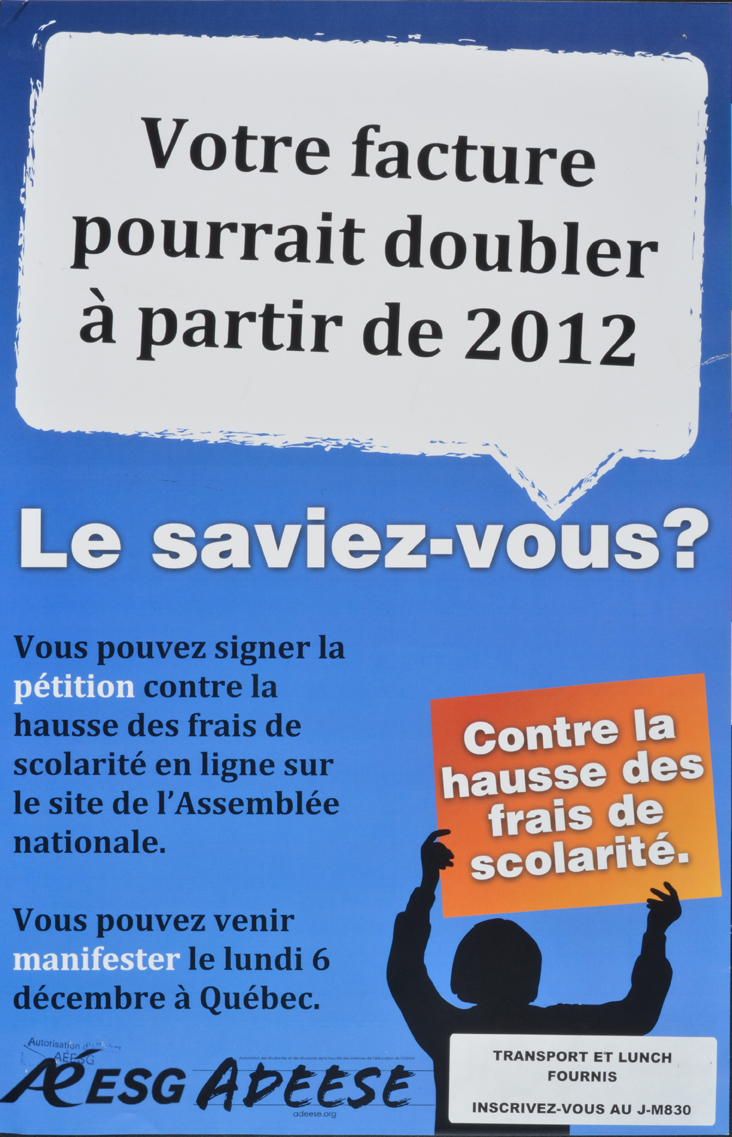 Votre facture
pourrait doubler
à partir de 2012
Le saviez-vous?
Vous pouvez signer la
pétition contre la
hausse des frais de
scolarité en ligne sur
le site de l'Assemblée
nationale.
Vous pouvez venir
manifester le lundi 6
décembre à Québec.
Contre la
hausse des
frais de
scolarité.
Autorisation
AÉESG
AÉESG ADEESE
adeese.org
TRANSPORT ET LUNCH
FOURNIS
INSCRIVEZ-VOUS AU J-M830